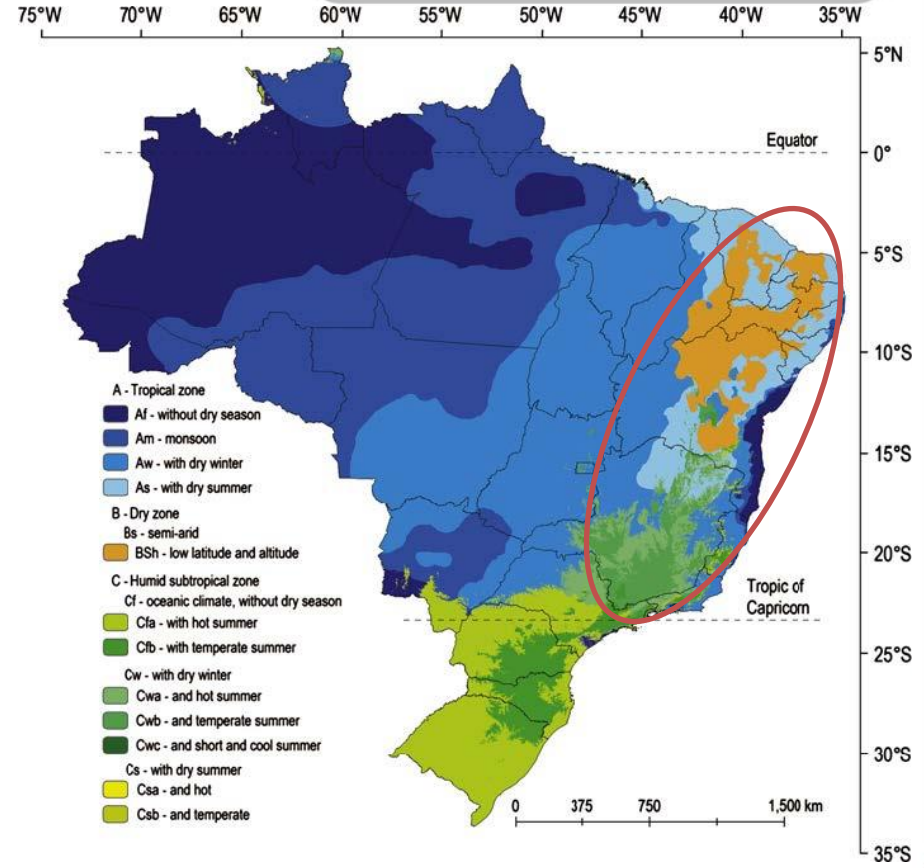 75°W 70°W 65°W 60°W 55°W 50°W 45°W 40°W 35°W
5°N
Equator
0°
5°S
10°S
A - Tropical zone
Af - without dry season
Am - monsoon
Aw - with dry winter
As - with dry summer
B - Dry zone
Bs - semi-arid
BSh - low latitude and altitude
C - Humid subtropical zone
Cf - oceanic climate, without dry season
Cfa - with hot summer
Cfb - with temperate summer
Cw - with dry winter
Cwa - and hot summer
Cwb - and temperate summer
Cwc - and short and cool summer
Cs - with dry summer
Csa - and hot
Csb - and temperate
15°S
20°S
Tropic of
Capricorn
25°S
30°S
0 375 750 1,500 km
35°S